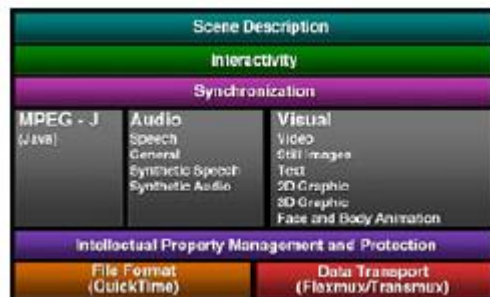 Scene Description
Interactivity
Synchronization
MPEG - J
(Java)
Audio
Speech
General
Synthetic Speech
Synthetic Audio
Visual
Video
Still Images
Text
2D Graphic
3D Graphic
Face and Body Animation
Intellectual Property Management and Protection
File Format
(QuickTime)
Data Transport
(Flexmux/Transmux)